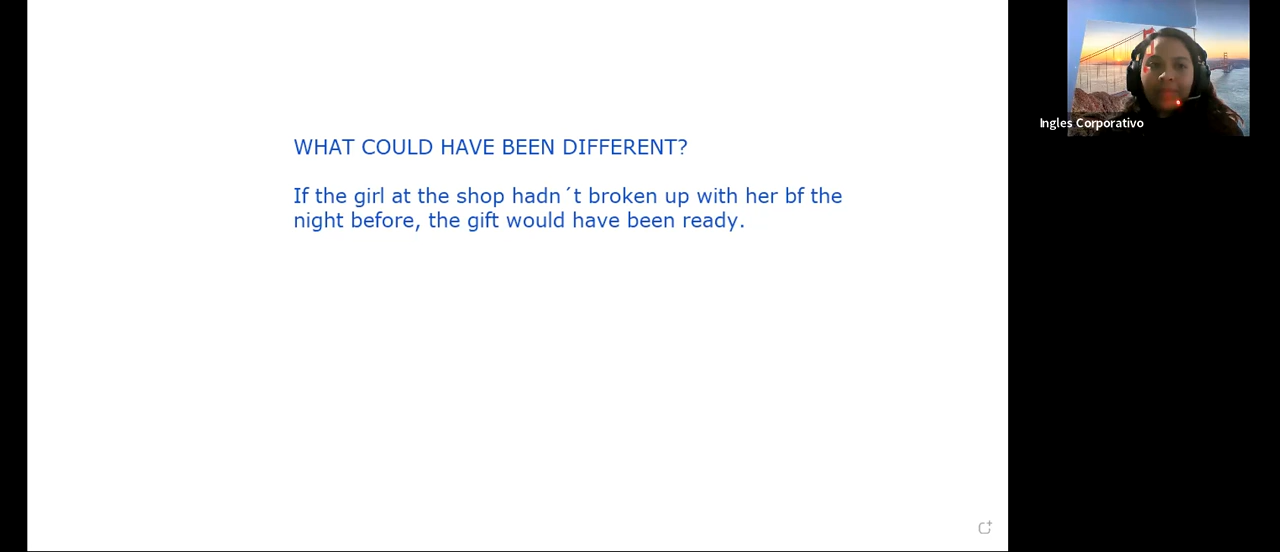 WHAT COULD HAVE BEEN DIFFERENT?
If the girl at the shop hadn´t broken up with her bf the
night before, the gift would have been ready.
Ingles Corporativo